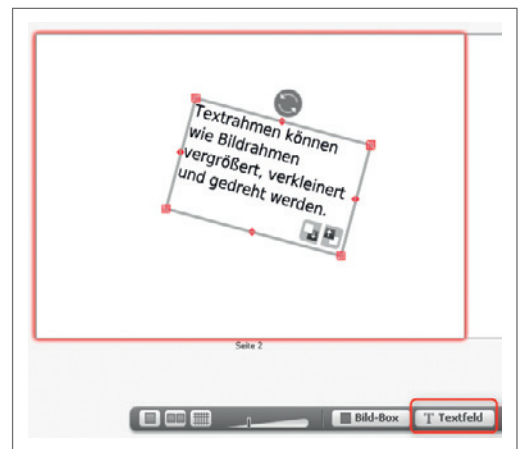 Textrahmen können
wie Bildrahmen
vergrößert, verkleinert
und gedreht werden.
Seite 2
Bild-Box
T Textfeld